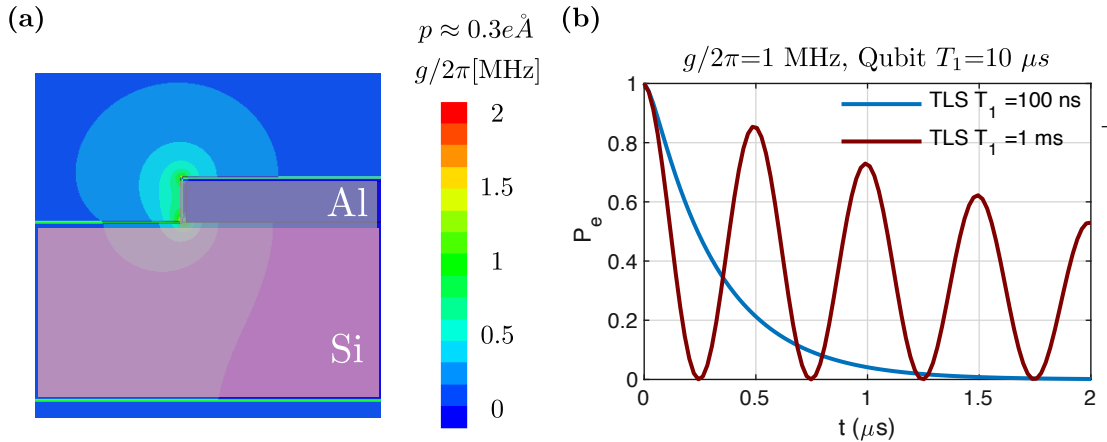 (a)
p ≈ 0.3eÅ
g/2π[MHz]
2
1.5
1
0.5
0
Al
Si
(b)
g/2π=1 MHz, Qubit T₁=10 μs
TLS T₁ =100 ns
TLS T₁ =1 ms
Pₑ
1
0.8
0.6
0.4
0.2
0
0 0.5 1 1.5 2
t (μs)